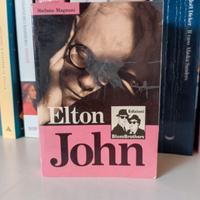 Stefano Magnani
Elton
Edizioni
BluesBrothers
John